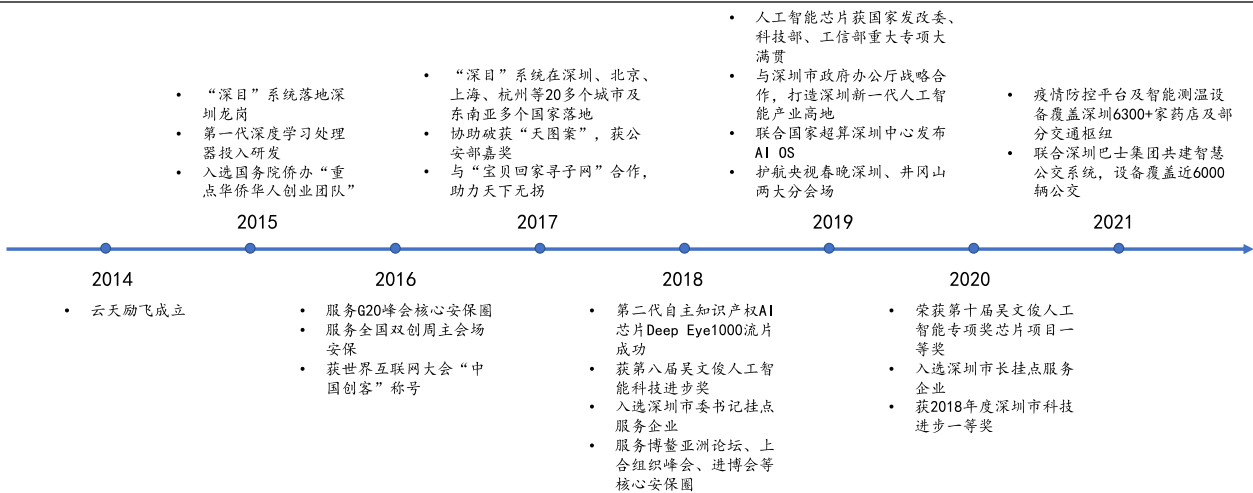 2014
• 云天励飞成立
• “深目”系统落地深
圳龙岗
• 第一代深度学习处理
器投入研发
• 入选国务院侨办“重
点华侨华人创业团队”
2015
2016
• 服务G20峰会核心安保圈
• 服务全国双创周主会场
安保
• 获世界互联网大会“中
国创客”称号
• “深目”系统在深圳、北京、
上海、杭州等20多个城市及
东南亚多个国家落地
• 协助破获“天图案”，获公
安部嘉奖
• 与“宝贝回家寻子网”合作，
助力天下无拐
2017
2018
• 第二代自主知识产权AI
芯片Deep Eye1000流片
成功
• 获第八届吴文俊人工智
能科技进步奖
• 入选深圳市委书记挂点
服务企业
• 服务博鳌亚洲论坛、上
合组织峰会、进博会等
核心安保圈
• 人工智能芯片获国家发改委、
科技部、工信部重大专项大
满贯
• 与深圳市政府办公厅战略合
作，打造深圳新一代人工智
能产业高地
• 联合国家超算深圳中心发布
AI OS
• 护航央视春晚深圳、井冈山
两大分会场
2019
2020
• 荣获第十届吴文俊人工
智能专项奖芯片项目一
等奖
• 入选深圳市长挂点服务
企业
• 获2018年度深圳市科技
进步一等奖
• 疫情防控平台及智能测温设
备覆盖深圳6300+家药店及部
分交通枢纽
• 联合深圳巴士集团共建智慧
公交系统，设备覆盖近6000
辆公交
2021